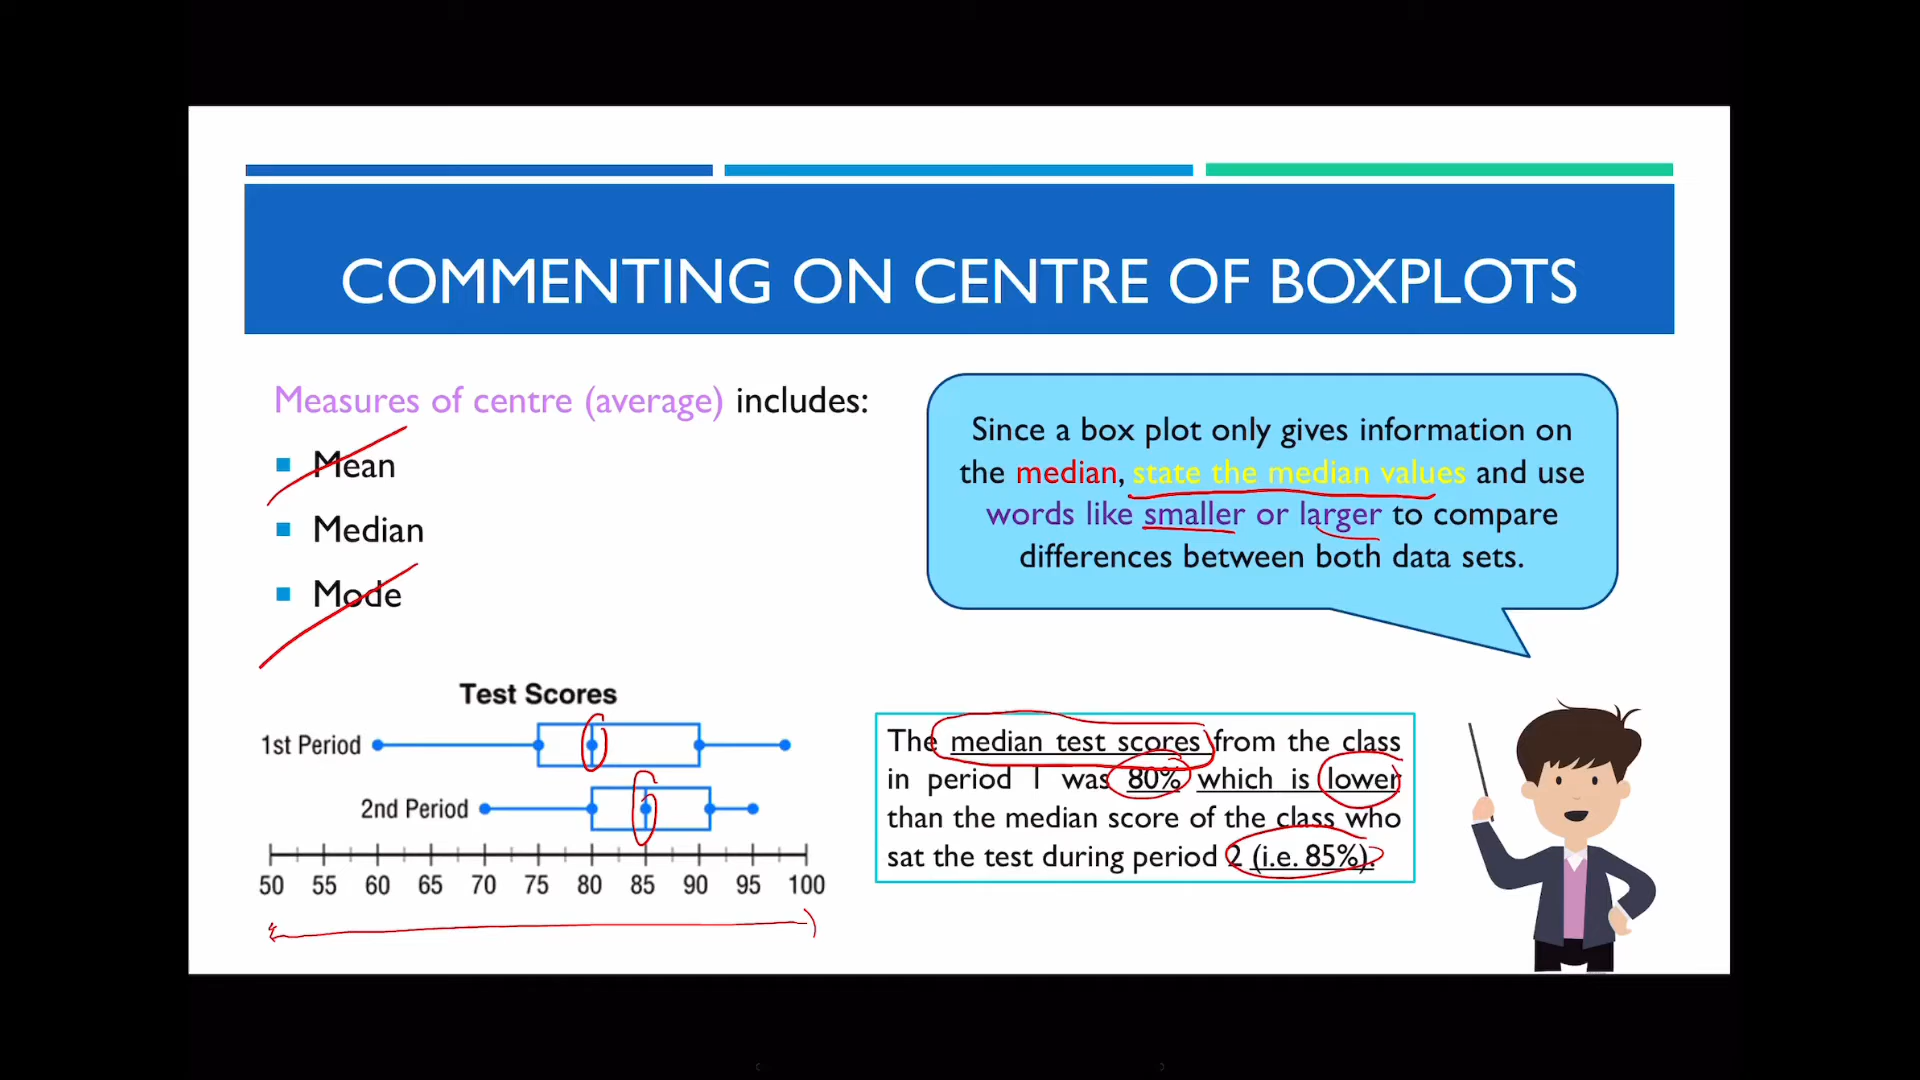 COMMENTING ON CENTRE OF BOXPLOTS
Measures of centre (average) includes:
Mean
Median
Mode
Since a box plot only gives information on
the median, state the median values and use
words like smaller or larger to compare
differences between both data sets.
Test Scores
1st Period
2nd Period
50 55 60 65 70 75 80 85 90 95 100
The median test scores from the class
in period 1 was 80% which is lower
than the median score of the class who
sat the test during period 2 (i.e. 85%).